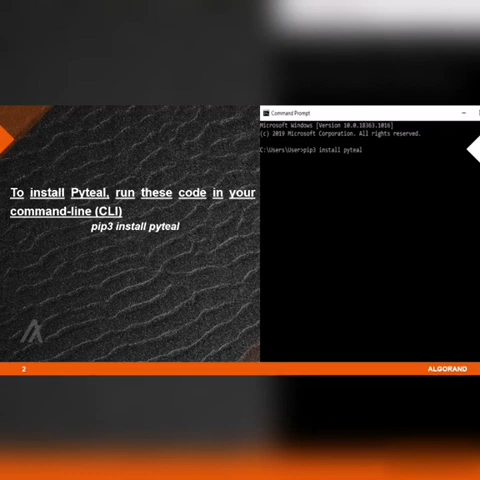 To install Pyteal, run these code in your
command-line (CLI)
pip3 install pyteal
Command Prompt
Microsoft Windows [Version 10.0.18363.1016]
(c) 2019 Microsoft Corporation. All rights reserved.
C:\Users\User>pip3 install pyteal
2
ALGORAND